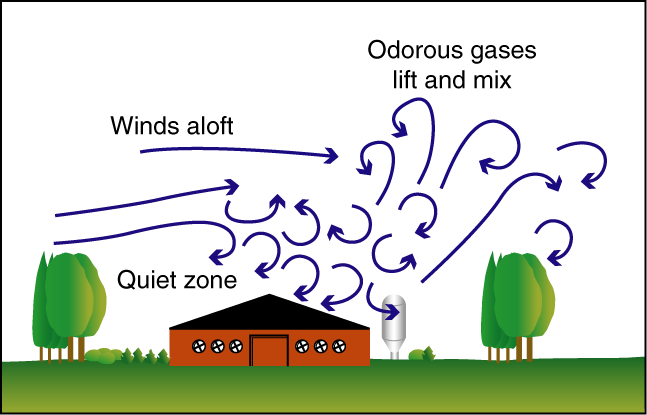 Odorous gases
lift and mix
Winds aloft
Quiet zone